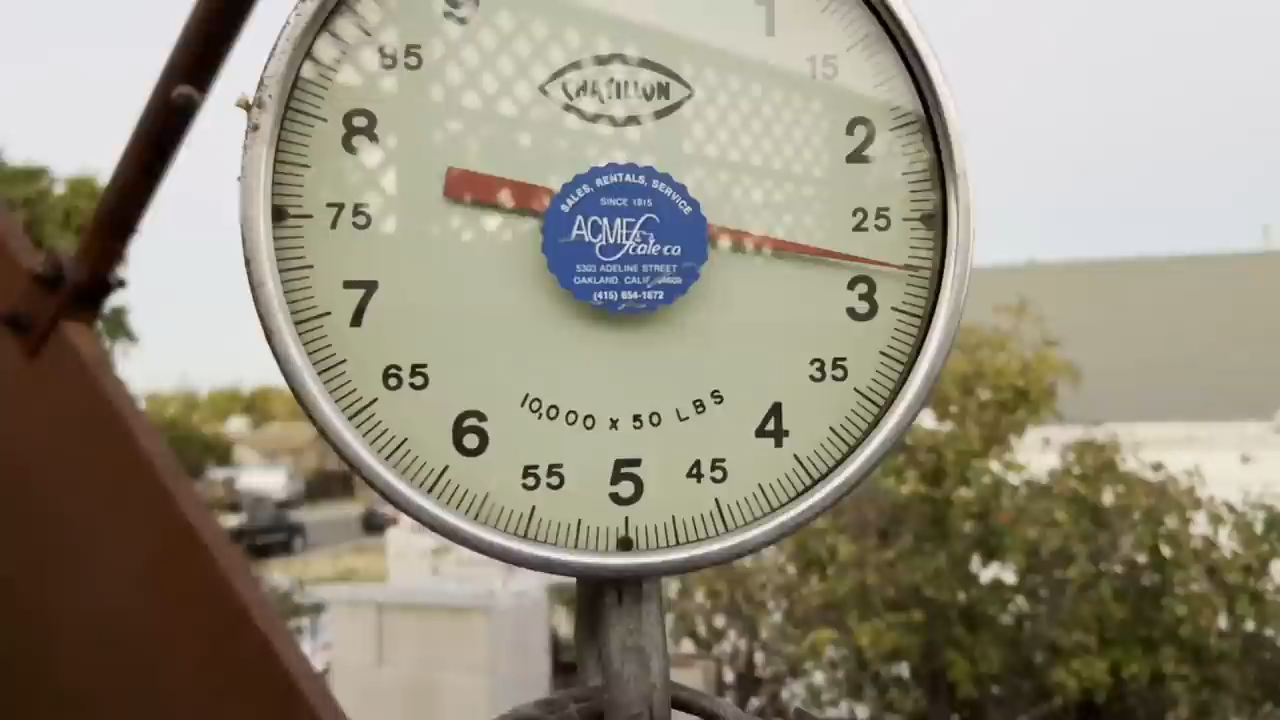 9 1
95 15
CHATILLON
8 2
SALES, RENTALS, SERVICE
SINCE 1915
75 25
ACME Scale co
5303 ADELINE STREET
OAKLAND, CALIF.
(415) 654-1672
7 3
65 35
10,000 x 50 LBS
6 4
55 5 45